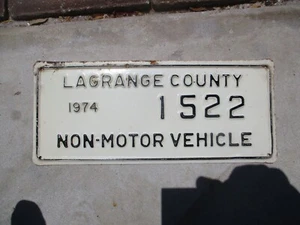 LAGRANGE COUNTY
1974 1522
NON-MOTOR VEHICLE